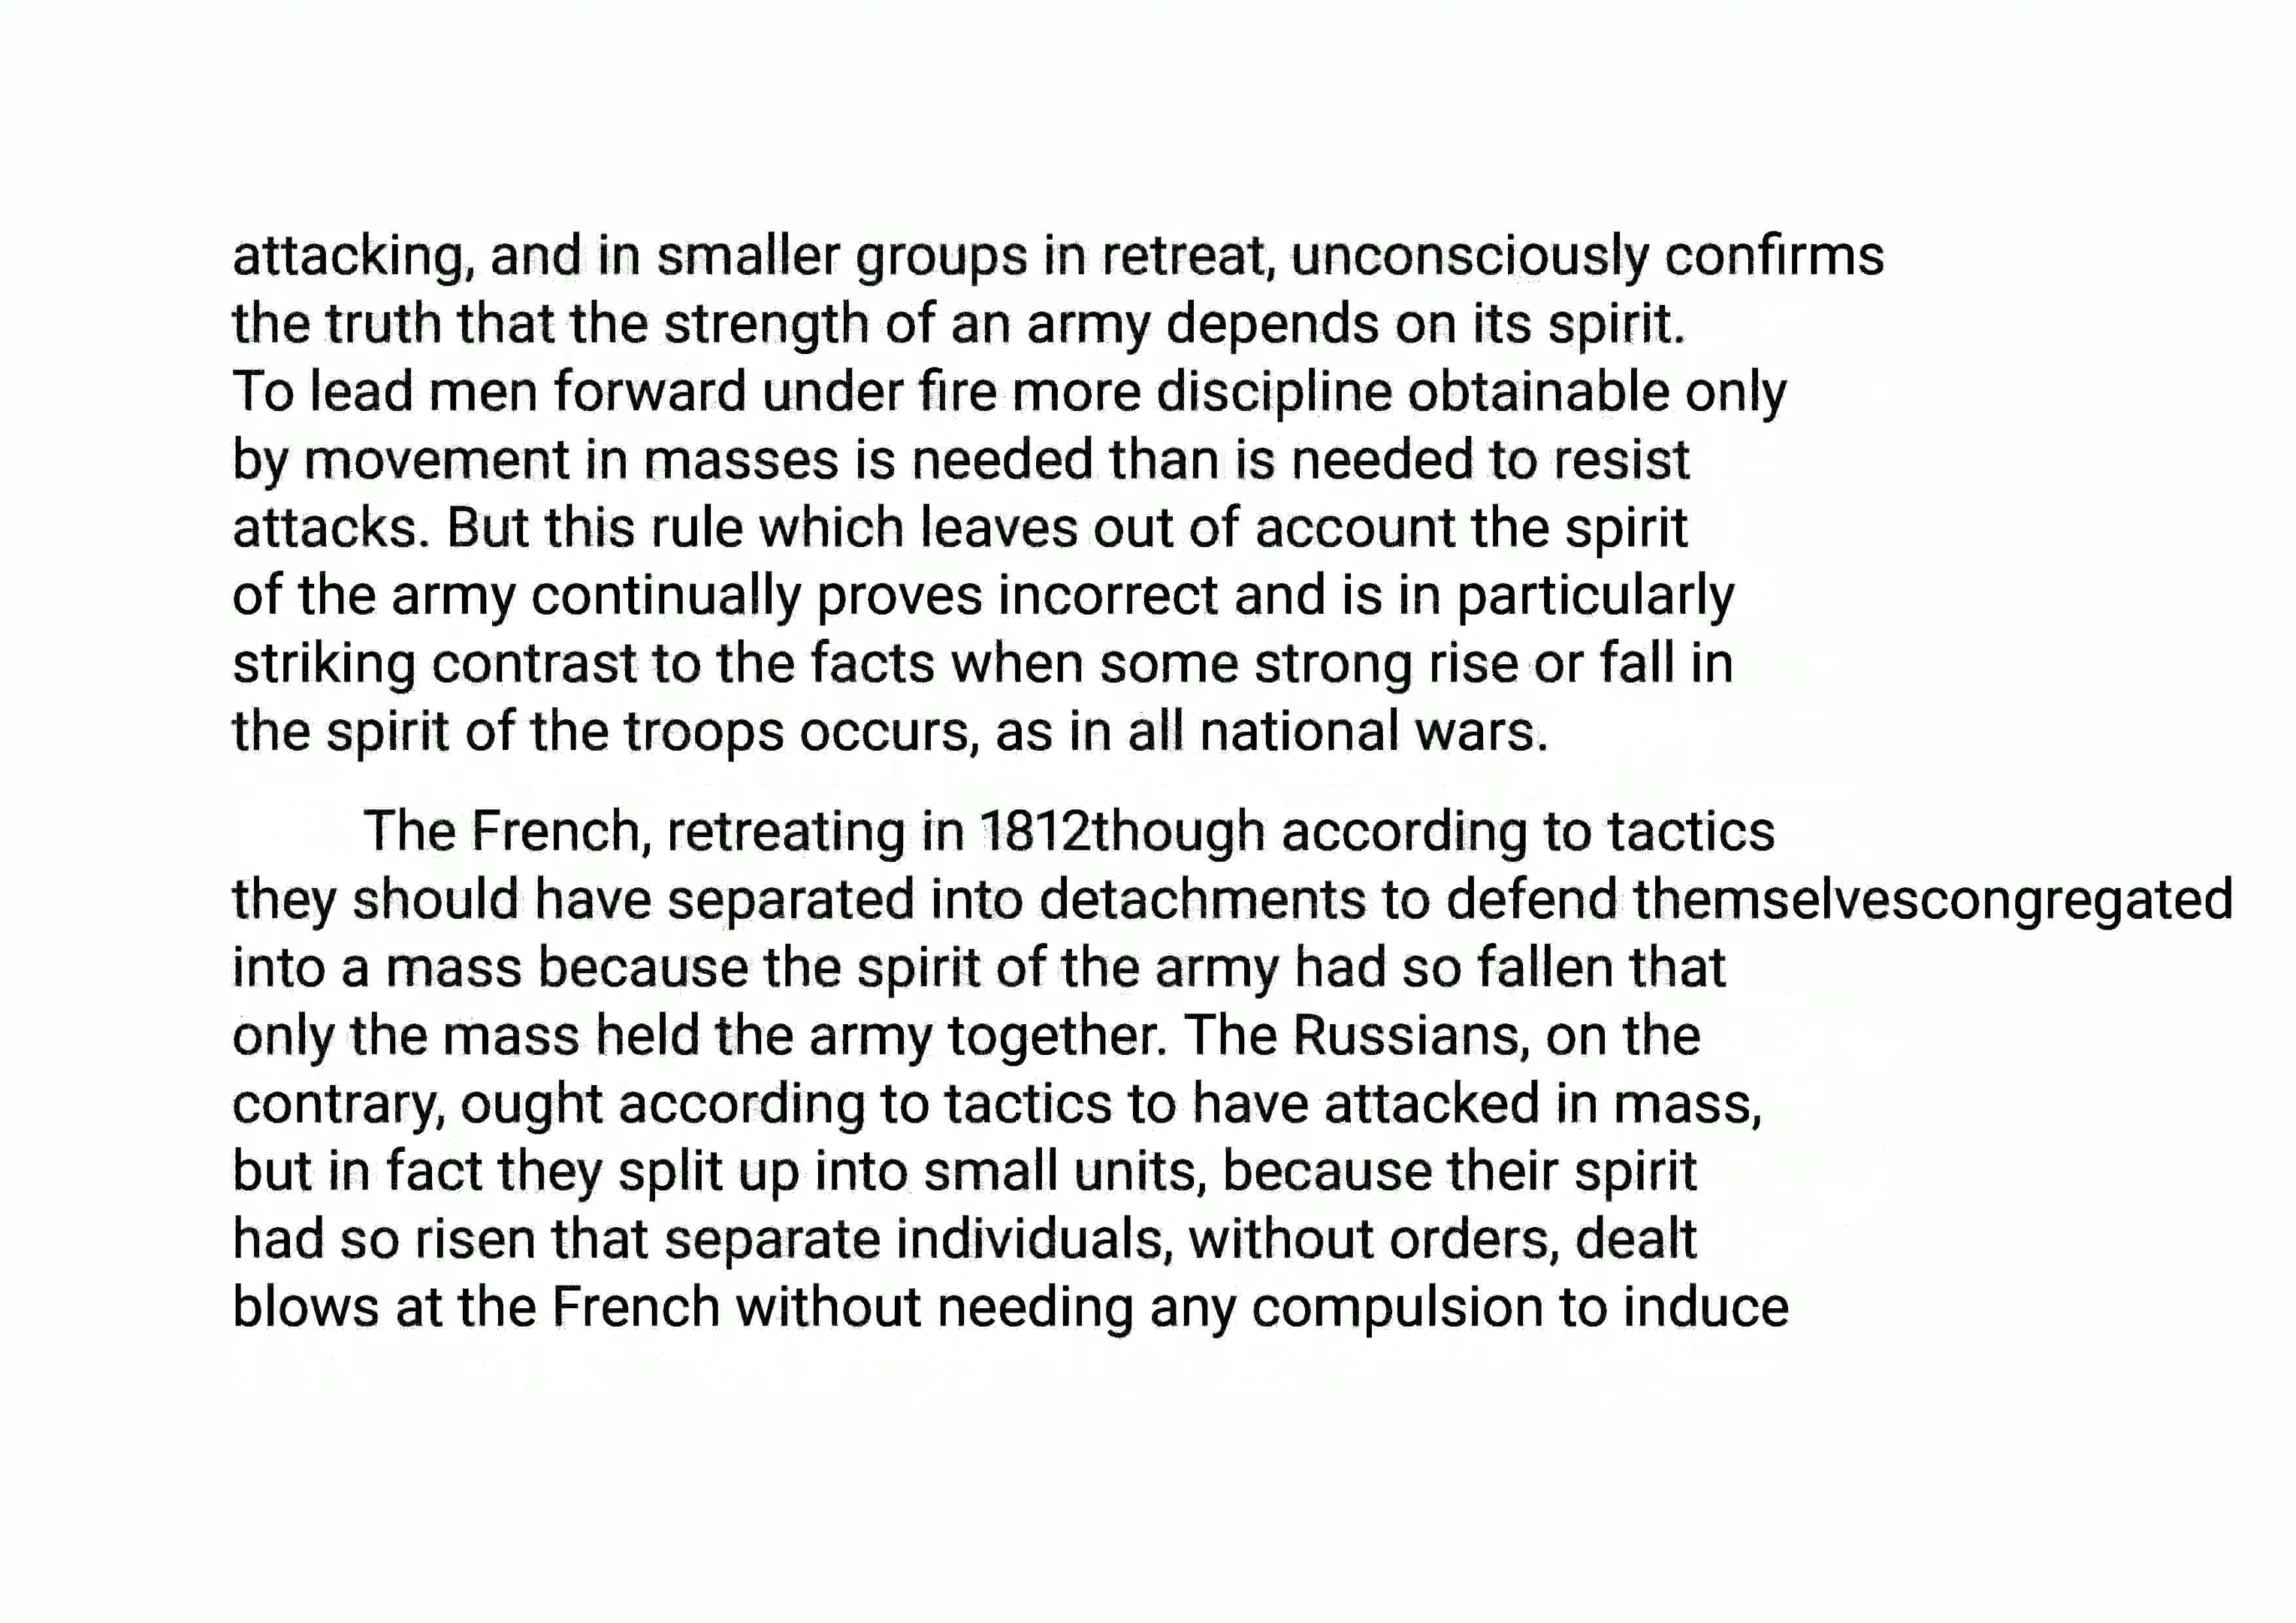 attacking, and in smaller groups in retreat, unconsciously confirms
the truth that the strength of an army depends on its spirit.
To lead men forward under fire more discipline obtainable only
by movement in masses is needed than is needed to resist
attacks. But this rule which leaves out of account the spirit
of the army continually proves incorrect and is in particularly
striking contrast to the facts when some strong rise or fall in
the spirit of the troops occurs, as in all national wars.
The French, retreating in 1812though according to tactics
they should have separated into detachments to defend themselvescongregated
into a mass because the spirit of the army had so fallen that
only the mass held the army together. The Russians, on the
contrary, ought according to tactics to have attacked in mass,
but in fact they split up into small units, because their spirit
had so risen that separate individuals, without orders, dealt
blows at the French without needing any compulsion to induce